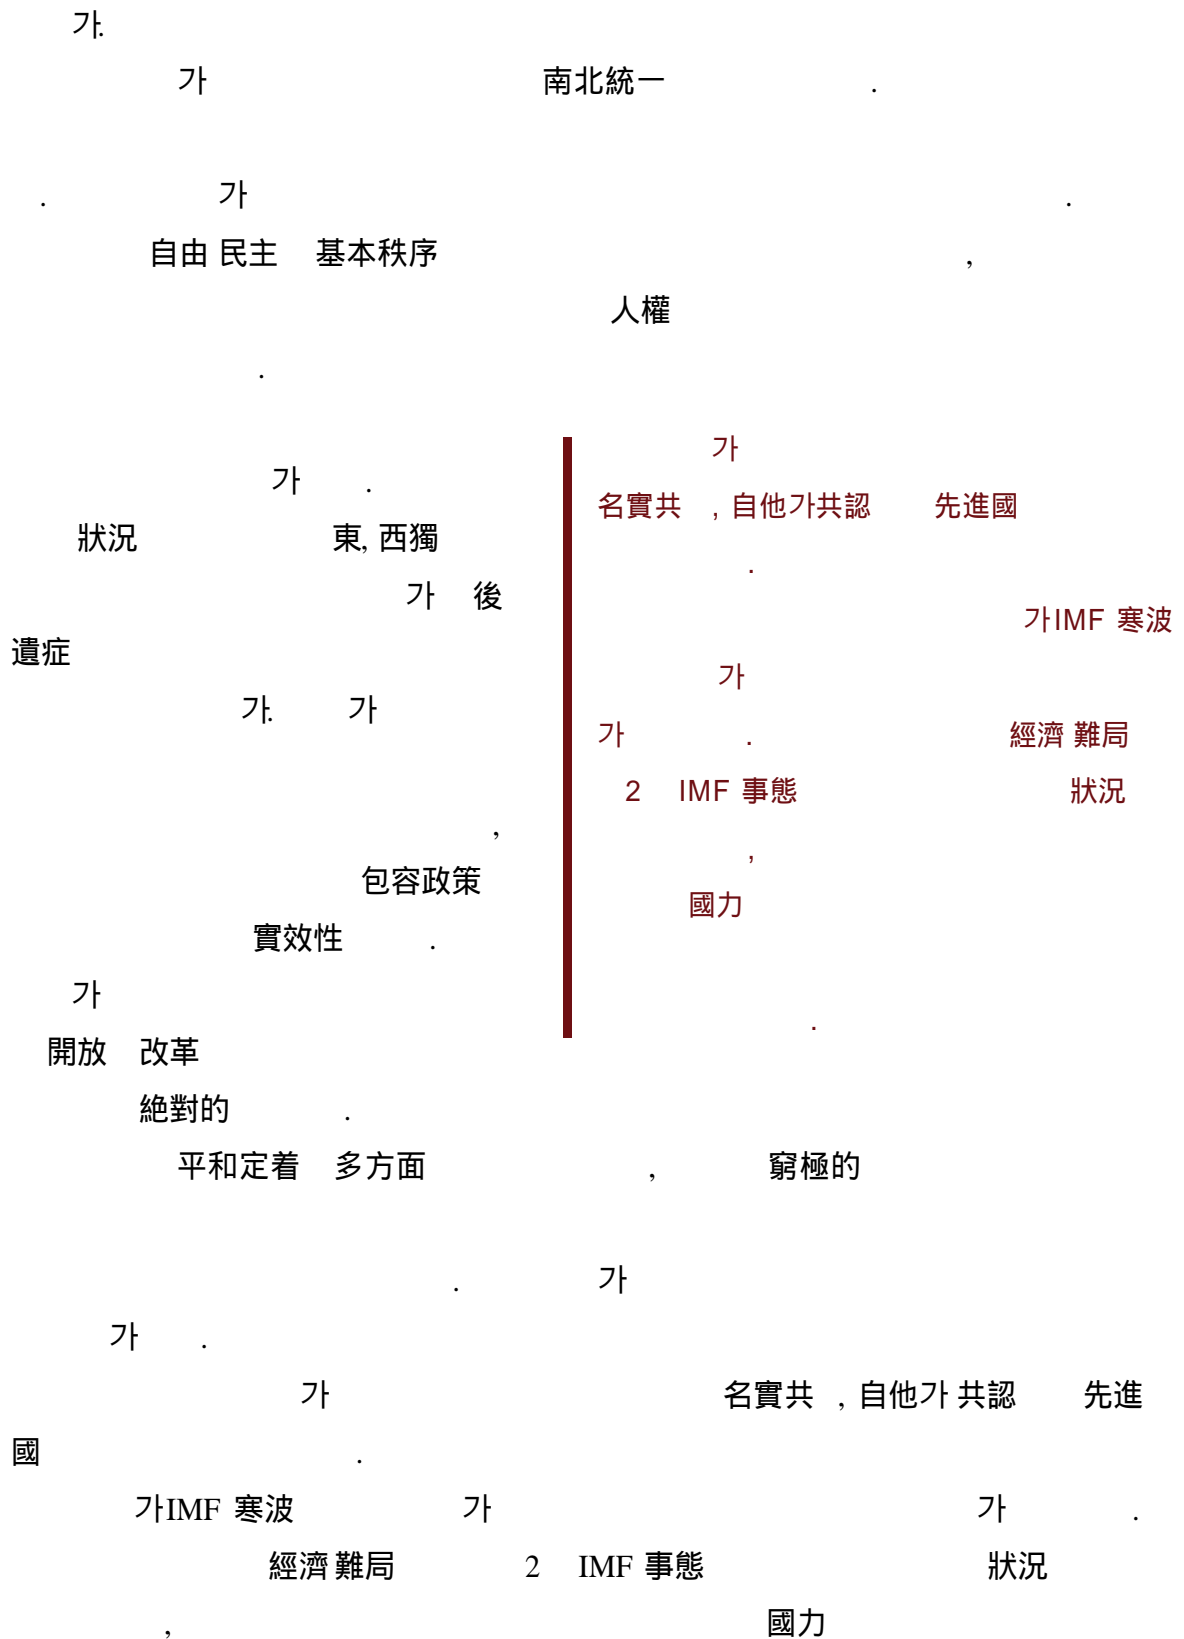 가.
가 南北統一 .
. 가 .
自由 民主 基本秩序 ,
人權
.
가 .
狀況 東, 西獨
가 後
遺症
가. 가
,
包容政策
實效性 .
가
開放 改革
絶對的 .
가
名實共 , 自他가共認 先進國
.
가IMF 寒波
가
가 . 經濟 難局
2 IMF 事態 狀況
,
國力
.
平和定着 多方面 , 窮極的
. 가
가 .
가 名實共 , 自他가 共認 先進
國 .
가IMF 寒波 가 가 .
經濟 難局 2 IMF 事態 狀況
, 國力